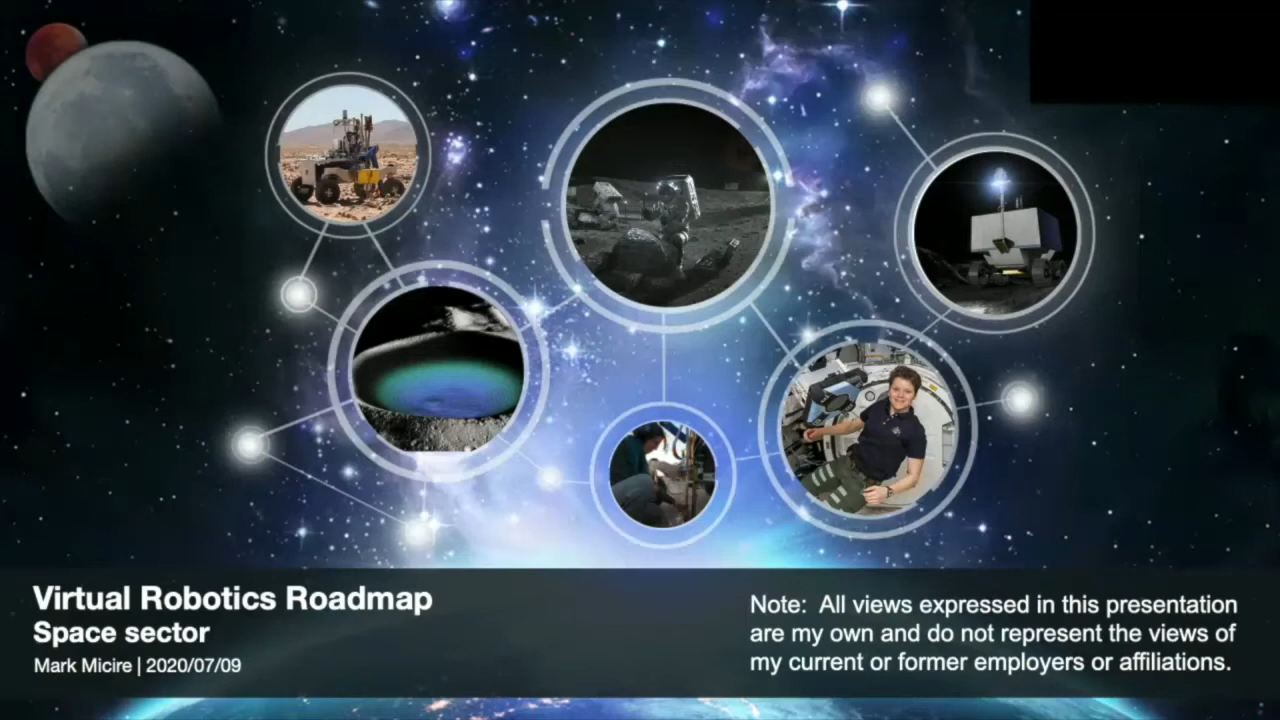 Virtual Robotics Roadmap
Space sector
Mark Micire | 2020/07/09
Note:  All views expressed in this presentation
are my own and do not represent the views of
my current or former employers or affiliations.